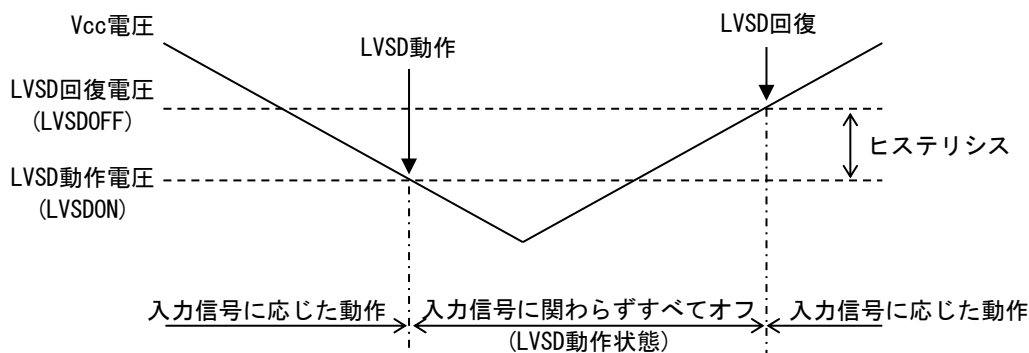 Vcc電圧
LVSD動作
LVSD回復
LVSD回復電圧
(LVSDOFF)
ヒステリシス
LVSD動作電圧
(LVSDON)
入力信号に応じた動作
入力信号に関わらずすべてオフ
(LVSD動作状態)
入力信号に応じた動作